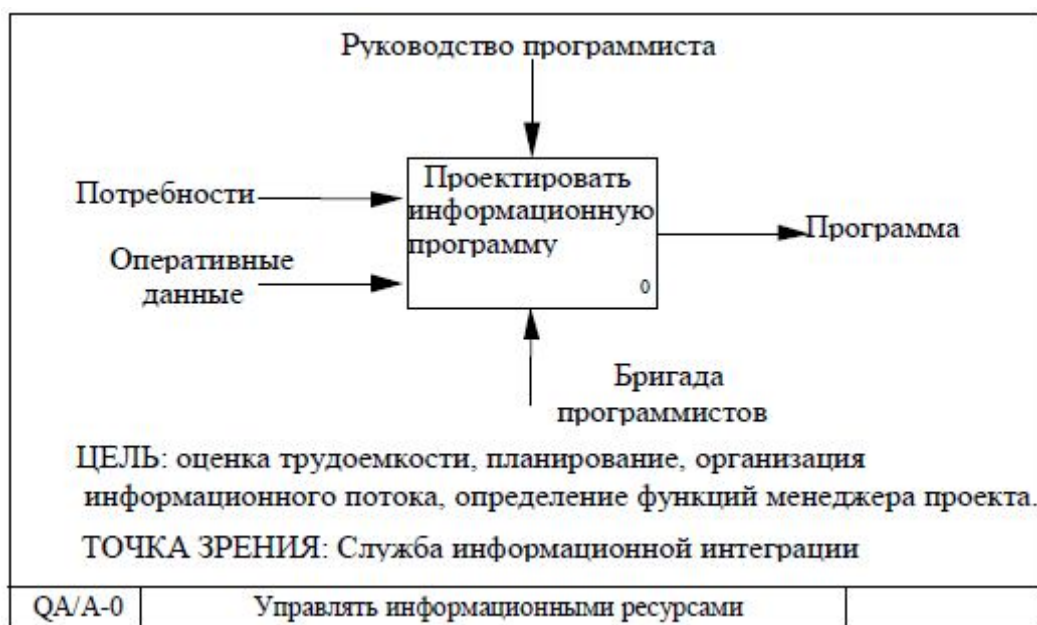 Руководство программиста
Потребности
Проектировать
информационную
программу
0
Программа
Оперативные
данные
Бригада
программистов
ЦЕЛЬ: оценка трудоемкости, планирование, организация
информационного потока, определение функций менеджера проекта.
ТОЧКА ЗРЕНИЯ: Служба информационной интеграции
QA/A-0 Управлять информационными ресурсами